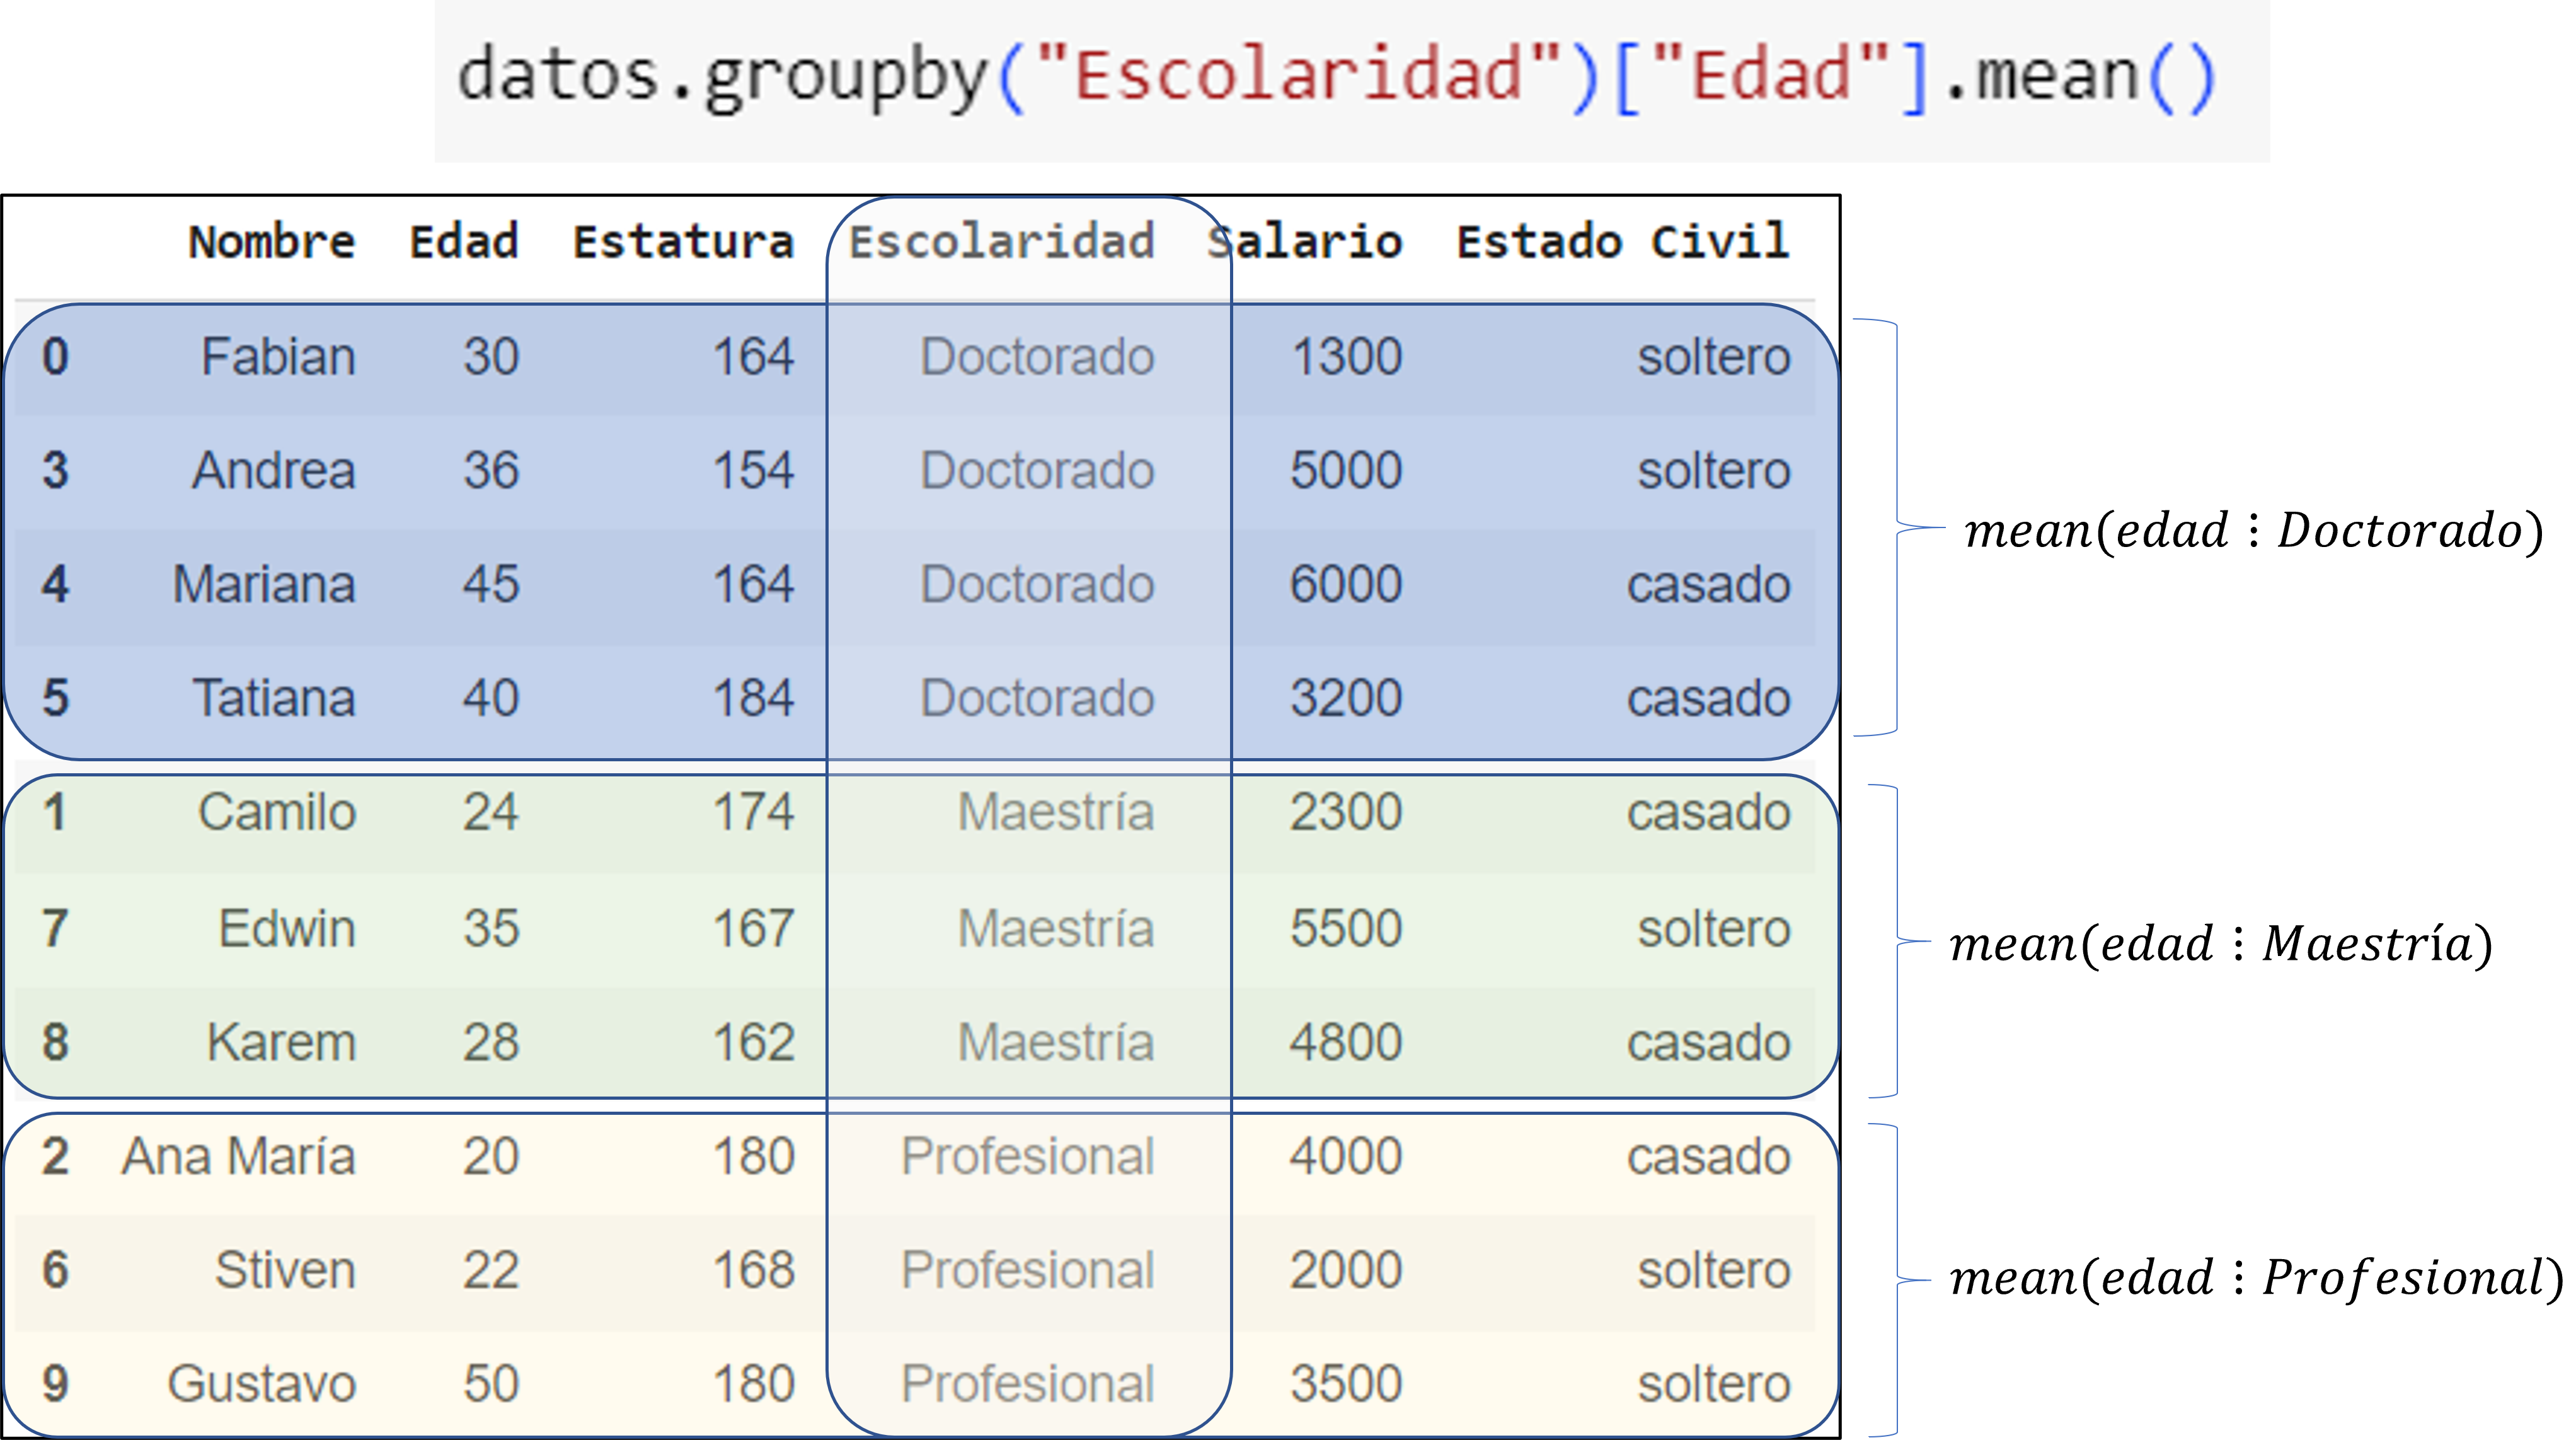 datos.groupby("Escolaridad")["Edad"].mean()
Nombre Edad Estatura Escolaridad Salario Estado Civil
0 Fabian 30 164 Doctorado 1300 soltero
3 Andrea 36 154 Doctorado 5000 soltero
mean(edad ⋮ Doctorado)
4 Mariana 45 164 Doctorado 6000 casado
5 Tatiana 40 184 Doctorado 3200 casado
1 Camilo 24 174 Maestría 2300 casado
7 Edwin 35 167 Maestría 5500 soltero
mean(edad ⋮ Maestría)
8 Karem 28 162 Maestría 4800 casado
2 Ana María 20 180 Profesional 4000 casado
6 Stiven 22 168 Profesional 2000 soltero
mean(edad ⋮ Profesional)
9 Gustavo 50 180 Profesional 3500 soltero